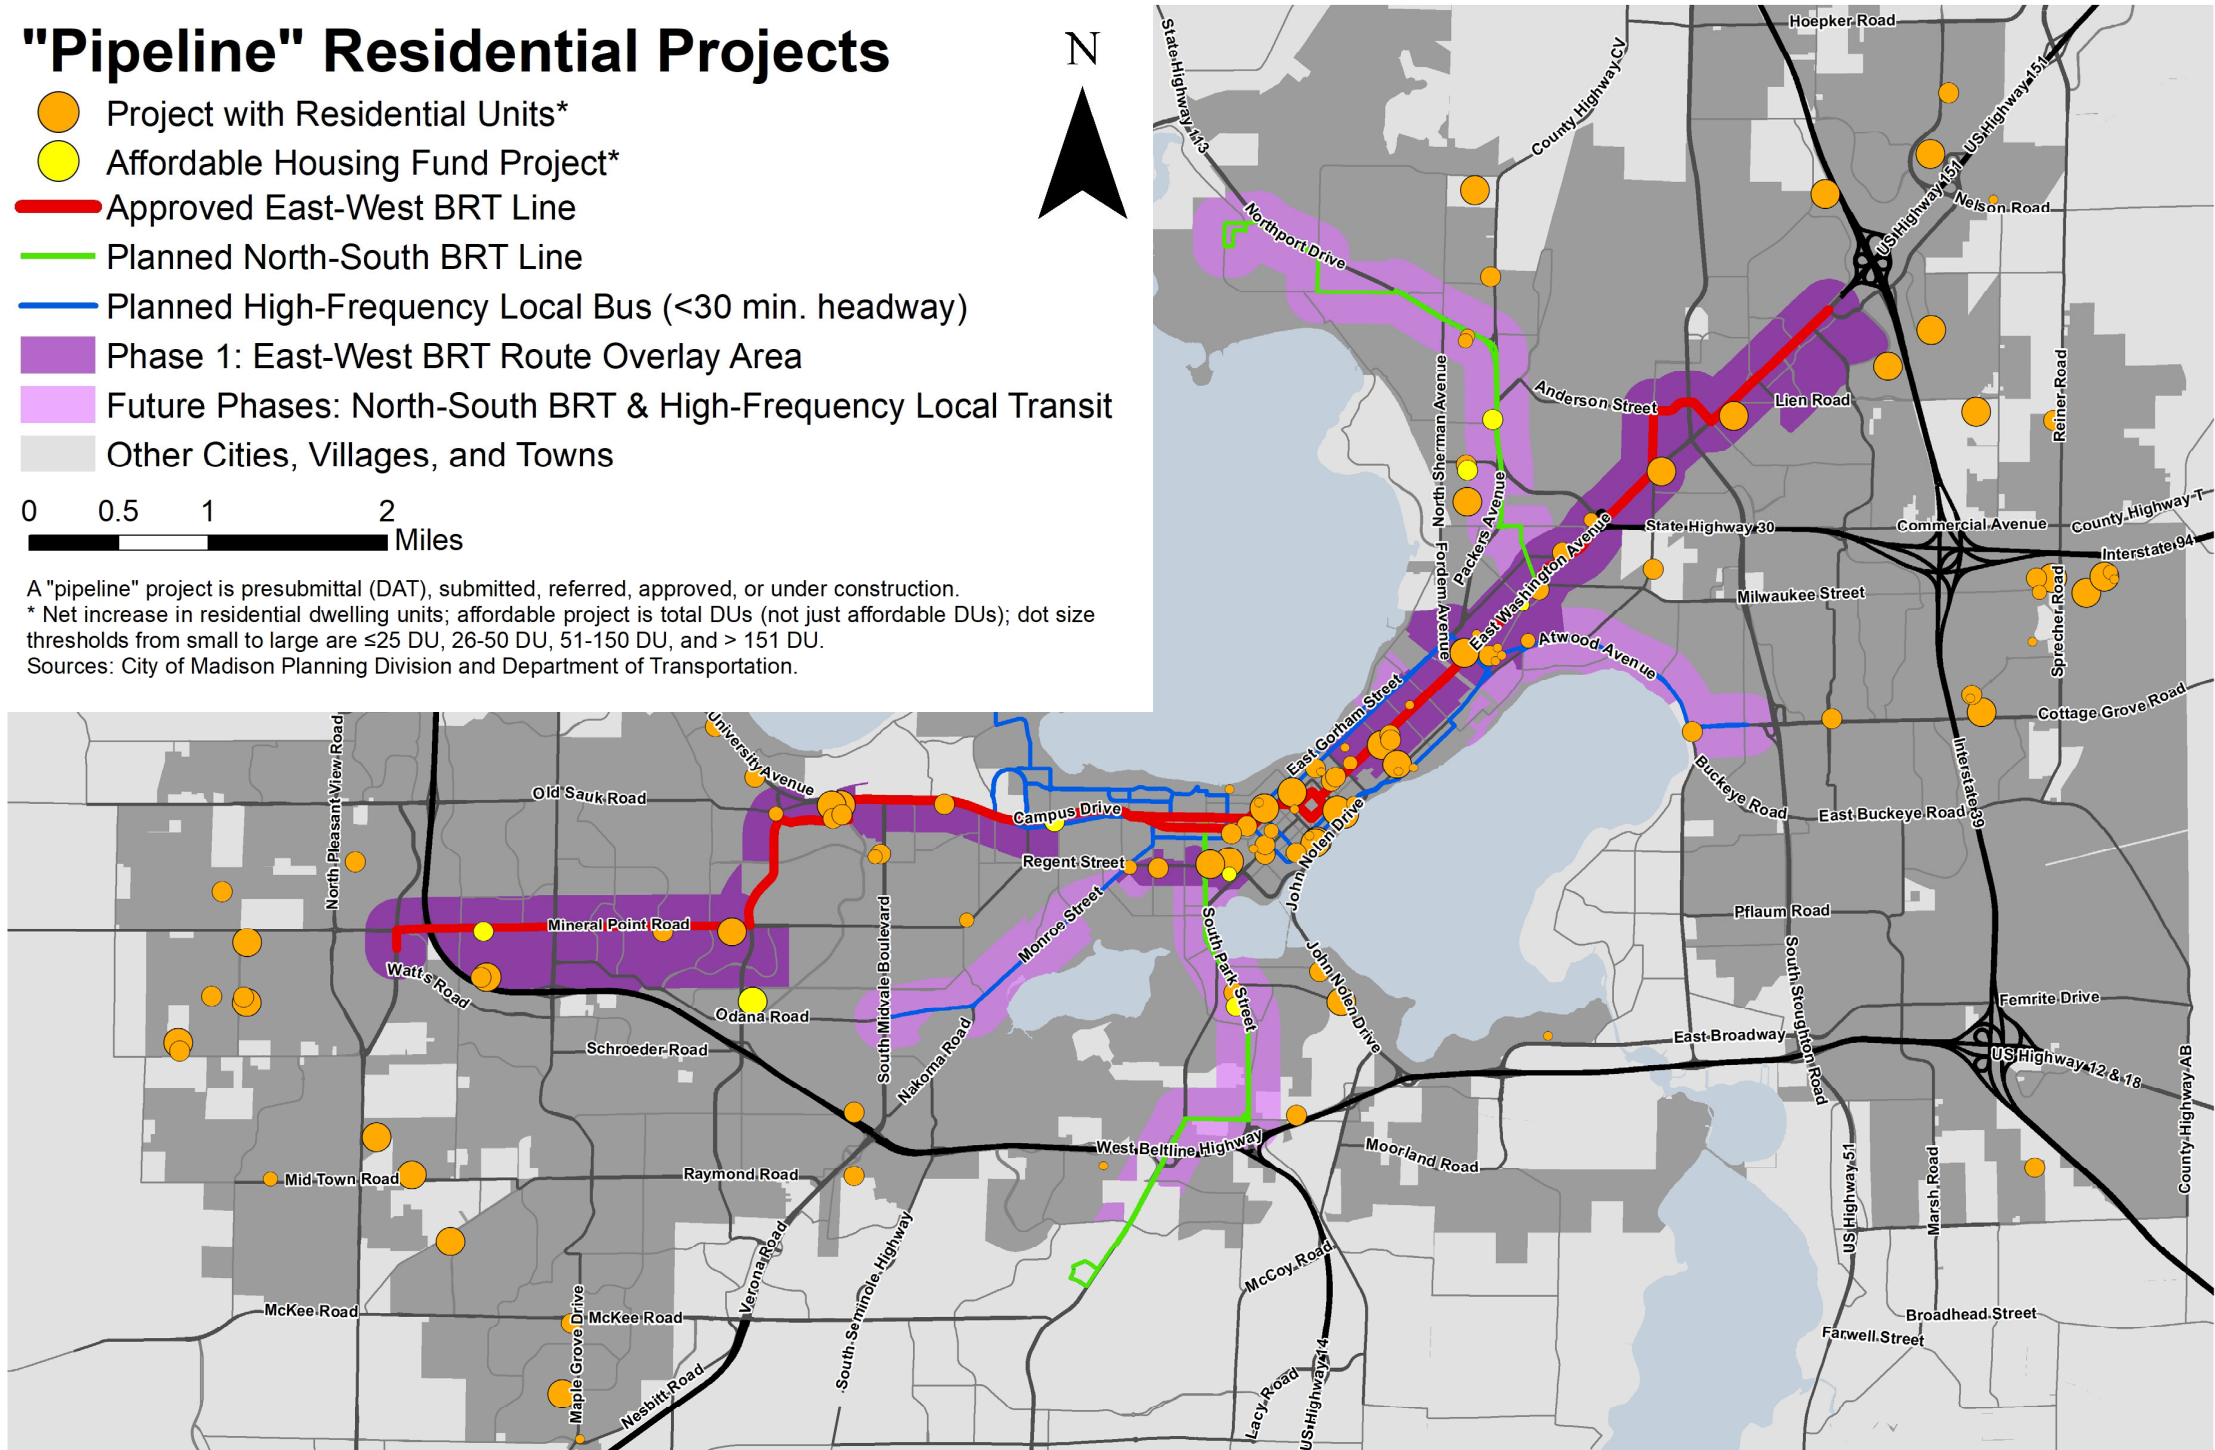 "Pipeline" Residential Projects
N
Project with Residential Units*
Affordable Housing Fund Project*
Approved East-West BRT Line
Planned North-South BRT Line
Planned High-Frequency Local Bus (<30 min. headway)
Phase 1: East-West BRT Route Overlay Area
Future Phases: North-South BRT & High-Frequency Local Transit
Other Cities, Villages, and Towns
0 0.5 1 2
Miles
A "pipeline" project is presubmittal (DAT), submitted, referred, approved, or under construction.
* Net increase in residential dwelling units; affordable project is total DUs (not just affordable DUs); dot size
thresholds from small to large are ≤25 DU, 26-50 DU, 51-150 DU, and > 151 DU.
Sources: City of Madison Planning Division and Department of Transportation.
Hoepker Road
State Highway 113
County Highway CV
US Highway 151
US Highway 151
US Highway 151
Nelson Road
Northport Drive
North Sherman Avenue
Anderson Street
Lien Road
Reiner Road
Packers Avenue
State Highway 30
Commercial Avenue
County Highway T
Interstate 94
Fordem Avenue
East Washington Avenue
Milwaukee Street
Sprecher Road
Atwood Avenue
East Gorham Street
Cottage Grove Road
Interstate 39
Buckeye Road
East Buckeye Road
North Pleasant View Road
University Avenue
Old Sauk Road
Campus Drive
John Nolen Drive
Regent Street
Mineral Point Road
Monroe Street
South Midvale Boulevard
South Park Street
John Nolen Drive
Pflaum Road
South Stoughton Road
Watts Road
Odana Road
Femrite Drive
Schroeder Road
Nakoma Road
East Broadway
US Highway 12 & 18
County Highway AB
West Beltline Highway
Moorland Road
Mid Town Road
Raymond Road
US Highway 51
Marsh Road
Verona Road
South Seminole Highway
McCoy Road
McKee Road
McKee Road
Maple Grove Drive
Nesbitt Road
Broadhead Street
Farwell Street
Lacy Road
US Highway 14